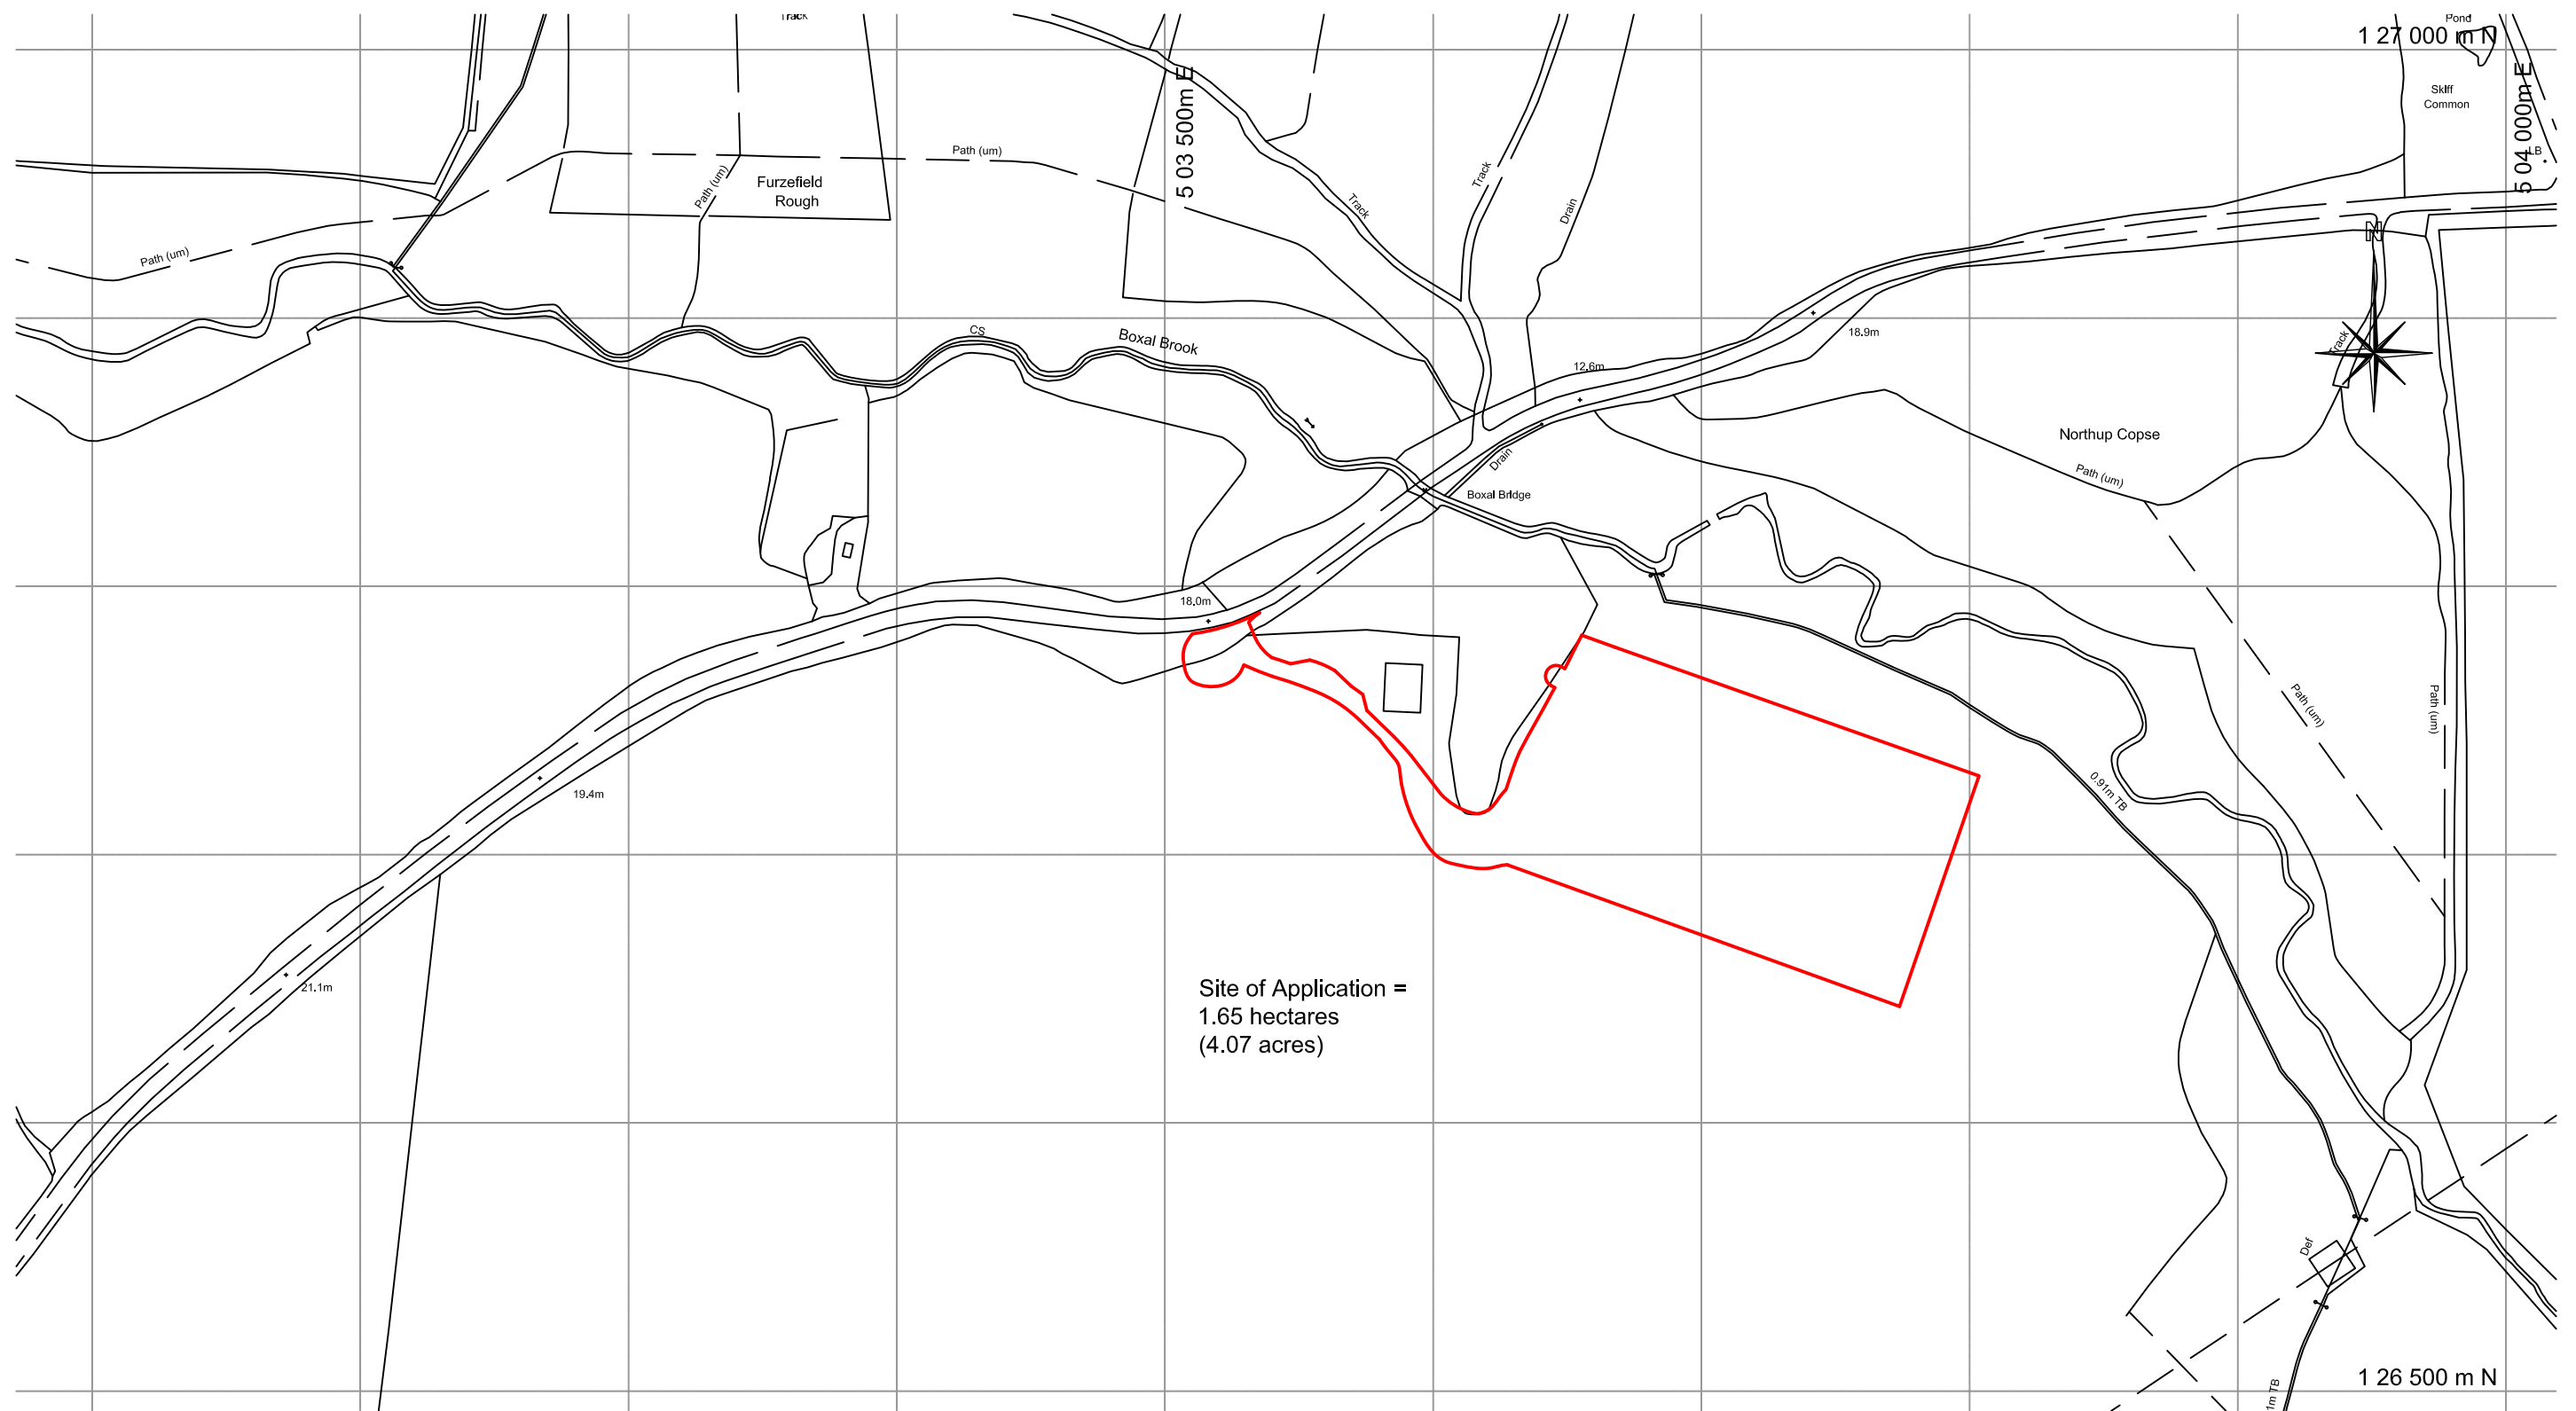 Track
Pond
1 27 000 m N
5 03 500m E
5 04 000m E
Skiff
Common
LB
Path (um)
Path (um)
Furzefield
Rough
Track
Track
Drain
Path (um)
N
CS
Boxal Brook
18.9m
Track
12.6m
Northup Copse
Drain
Path (um)
Boxal Bridge
18.0m
Path (um)
Path (um)
19.4m
0.91m TB
21.1m
Site of Application =
1.65 hectares
(4.07 acres)
Def
1 26 500 m N
1m TB